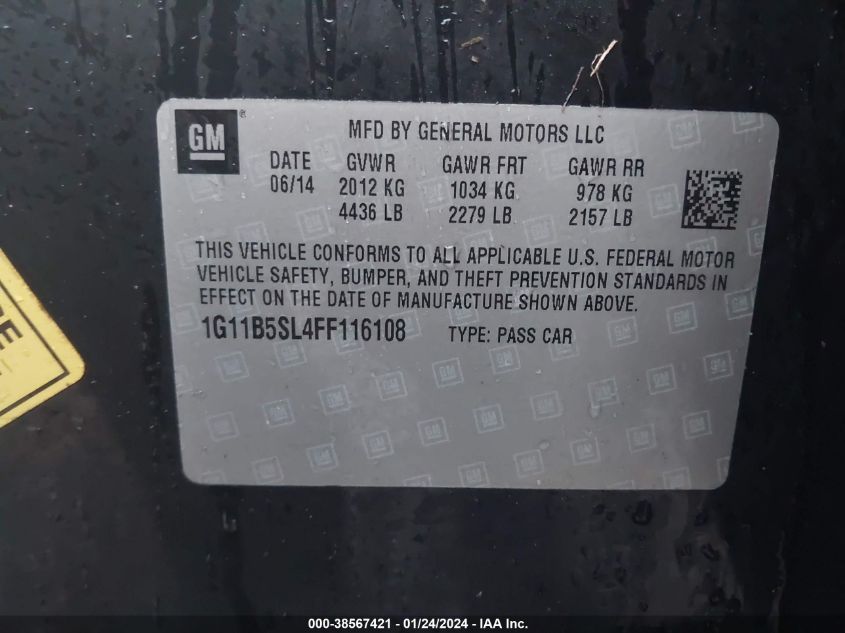 GM ®
MFD BY GENERAL MOTORS LLC
DATE GVWR GAWR FRT GAWR RR
06/14 2012 KG 1034 KG 978 KG
4436 LB 2279 LB 2157 LB
THIS VEHICLE CONFORMS TO ALL APPLICABLE U.S. FEDERAL MOTOR
VEHICLE SAFETY, BUMPER, AND THEFT PREVENTION STANDARDS IN
EFFECT ON THE DATE OF MANUFACTURE SHOWN ABOVE.
1G11B5SL4FF116108 TYPE: PASS CAR
000-38567421 - 01/24/2024 - IAA, Inc.